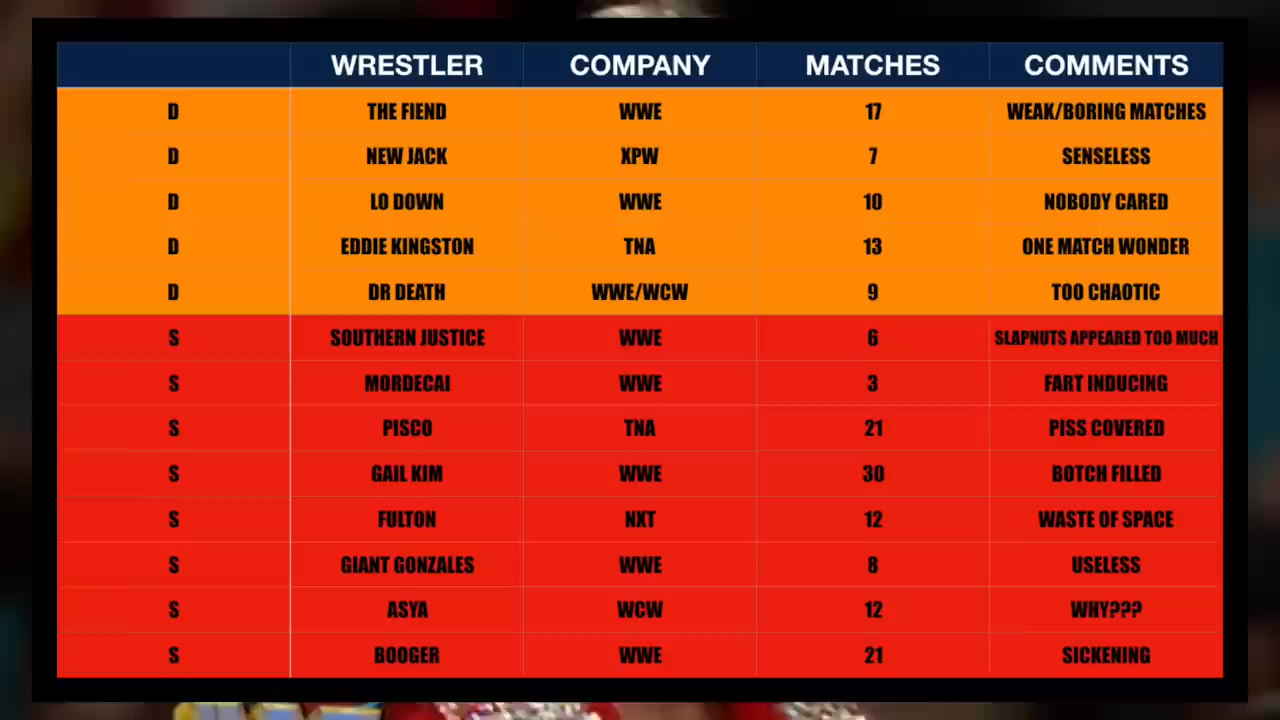 WRESTLER COMPANY MATCHES COMMENTS
D THE FIEND WWE 17 WEAK/BORING MATCHES
D NEW JACK XPW 7 SENSELESS
D LO DOWN WWE 10 NOBODY CARED
D EDDIE KINGSTON TNA 13 ONE MATCH WONDER
D DR DEATH WWE/WCW 9 TOO CHAOTIC
S SOUTHERN JUSTICE WWE 6 SLAPNUTS APPEARED TOO MUCH
S MORDECAI WWE 3 FART INDUCING
S PISCO TNA 21 PISS COVERED
S GAIL KIM WWE 30 BOTCH FILLED
S FULTON NXT 12 WASTE OF SPACE
S GIANT GONZALES WWE 8 USELESS
S ASYA WCW 12 WHY???
S BOOGER WWE 21 SICKENING